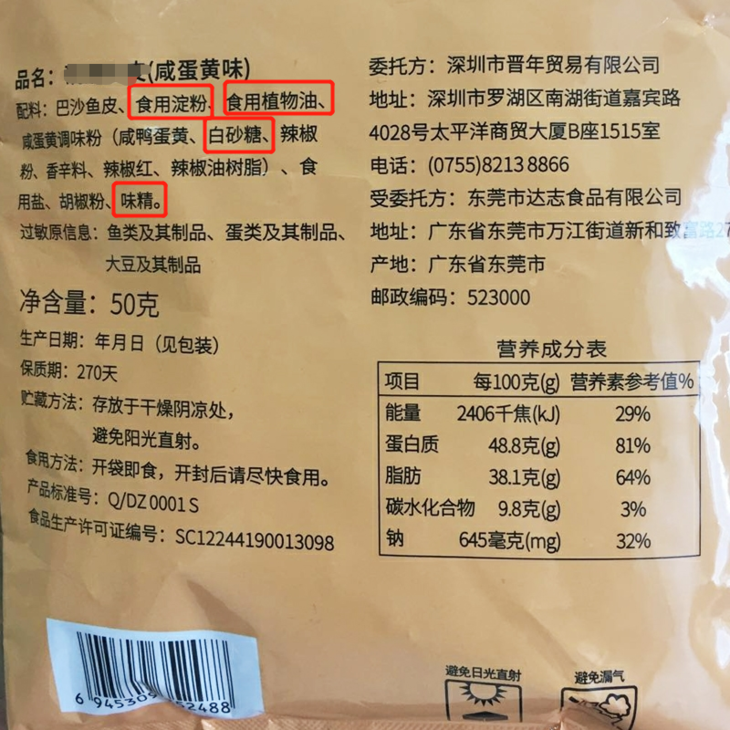 品名：皮(咸蛋黄味)
配料：巴沙鱼皮、食用淀粉、食用植物油、
咸蛋黄调味粉（咸鸭蛋黄、白砂糖、辣椒
粉、香辛料、辣椒红、辣椒油树脂）、食
用盐、胡椒粉、味精。
过敏原信息：鱼类及其制品、蛋类及其制品、
大豆及其制品
净含量：50克
生产日期：年月日（见包装）
保质期：270天
贮藏方法：存放于干燥阴凉处，
避免阳光直射。
食用方法：开袋即食，开封后请尽快食用。
产品标准号：Q/DZ 0001 S
食品生产许可证编号：SC12244190013098
委托方：深圳市晋年贸易有限公司
地址：深圳市罗湖区南湖街道嘉宾路
4028号太平洋商贸大厦B座1515室
电话：(0755)8213 8866
受委托方：东莞市达志食品有限公司
地址：广东省东莞市万江街道新和致富路27
产地：广东省东莞市
邮政编码：523000
营养成分表
项目 每100克(g) 营养素参考值%
能量 2406千焦(kJ) 29%
蛋白质 48.8克(g) 81%
脂肪 38.1克(g) 64%
碳水化合物 9.8克(g) 3%
钠 645毫克(mg) 32%
避免日光直射 避免漏气
6 945305 52488